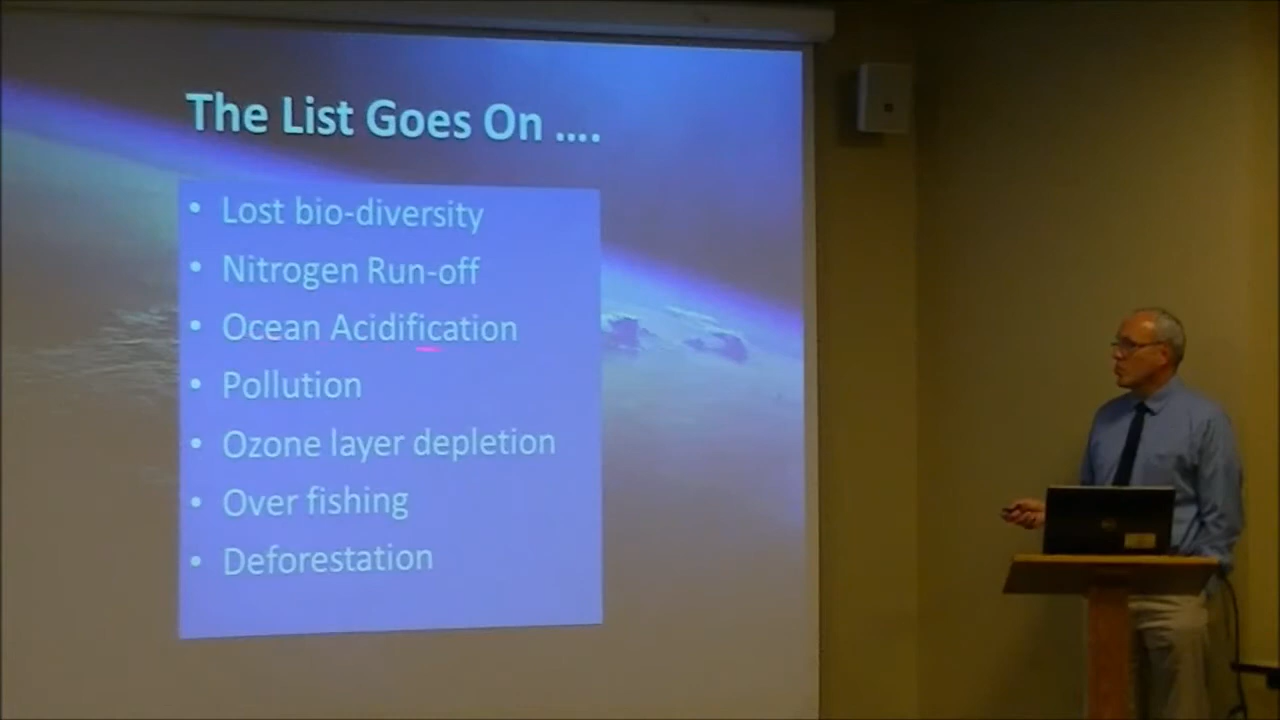 The List Goes On ....
• Lost bio-diversity
• Nitrogen Run-off
• Ocean Acidification
• Pollution
• Ozone layer depletion
• Over fishing
• Deforestation